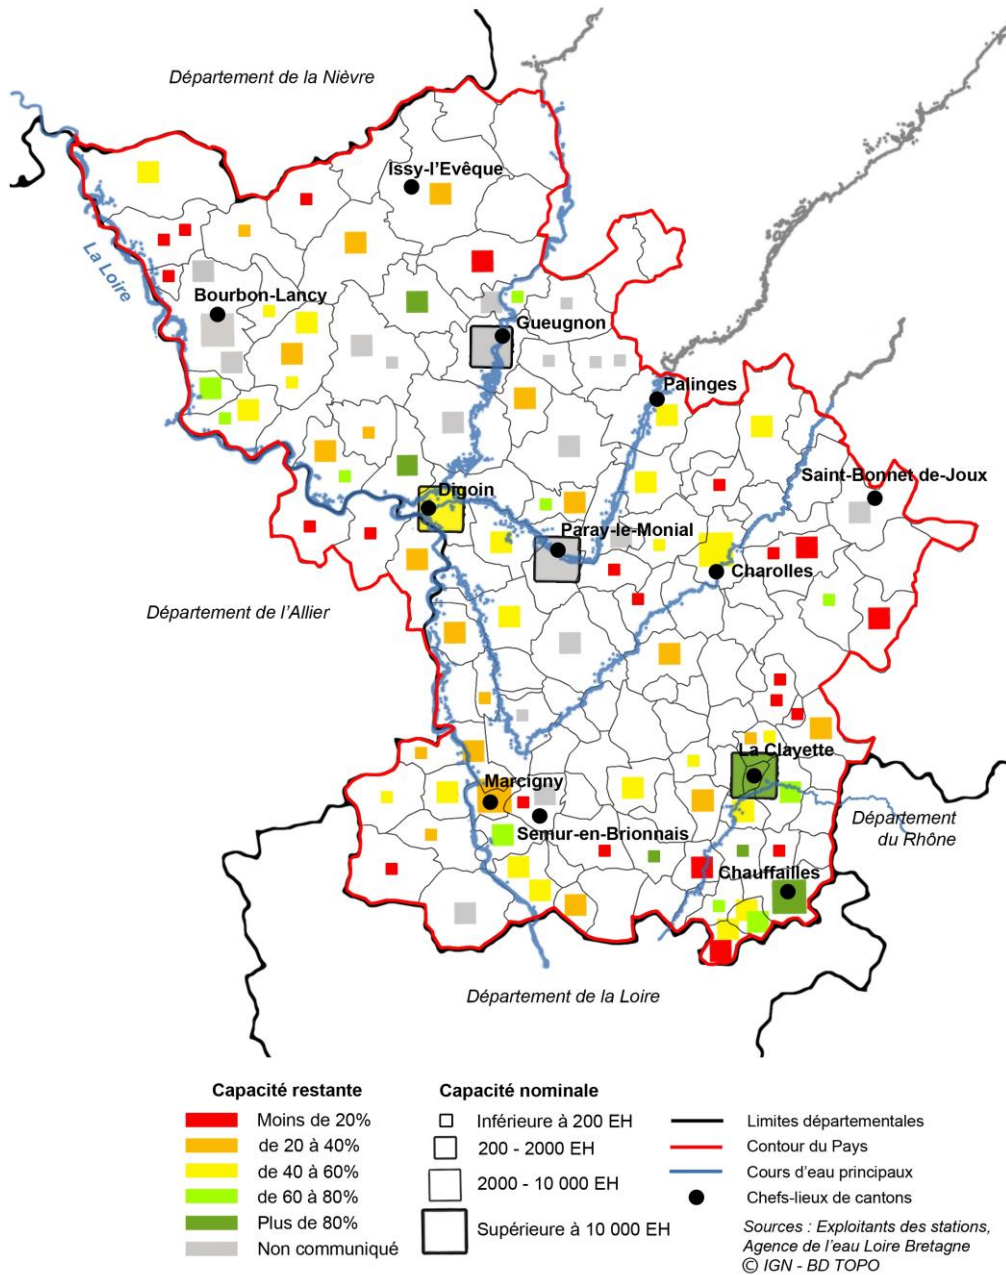 Département de la Nièvre
Issy-l'Evêque
La Loire
Bourbon-Lancy
Gueugnon
Palinges
Saint-Bonnet de-Joux
Digoin
Paray-le-Monial
Charolles
Département de l'Allier
La Clayette
Marcigny
Département
du Rhône
Semur-en-Brionnais
Chauffailles
Département de la Loire
Capacité restante
Moins de 20%
de 20 à 40%
de 40 à 60%
de 60 à 80%
Plus de 80%
Non communiqué
Capacité nominale
Inférieure à 200 EH
200 - 2000 EH
2000 - 10 000 EH
Supérieure à 10 000 EH
Limites départementales
Contour du Pays
Cours d'eau principaux
Chefs-lieux de cantons
Sources : Exploitants des stations,
Agence de l'eau Loire Bretagne
© IGN - BD TOPO